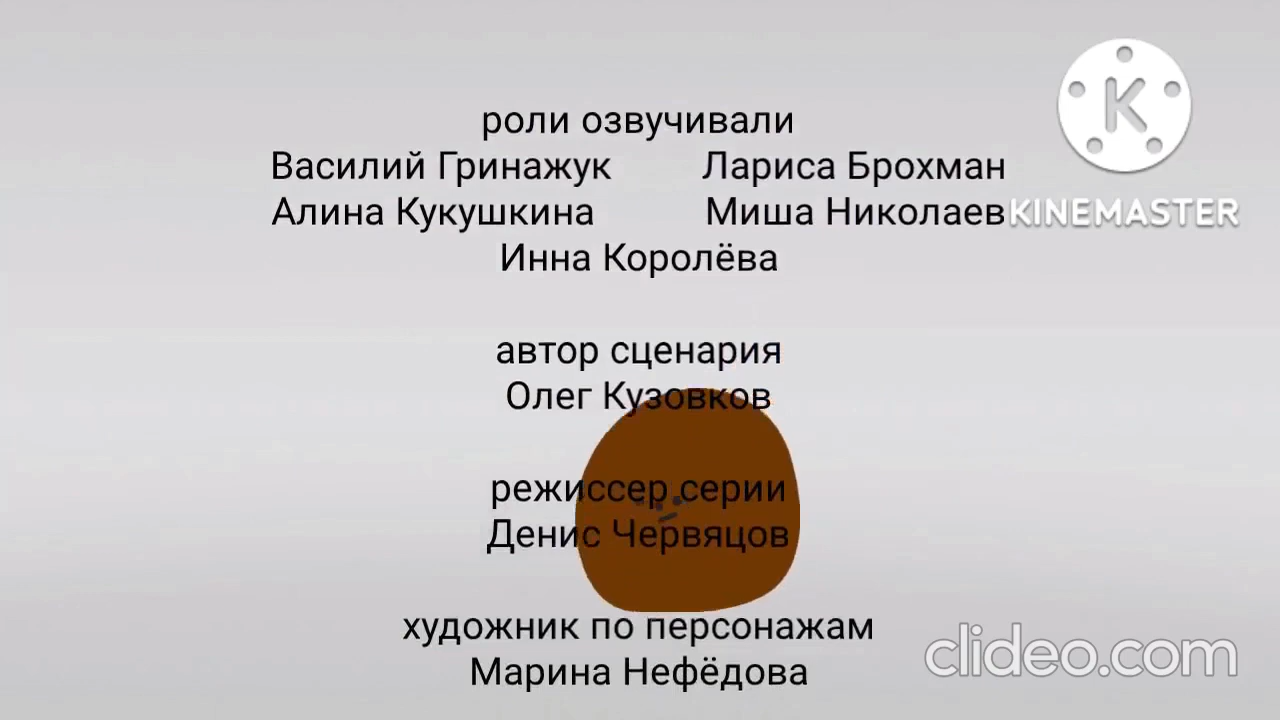 роли озвучивали
Василий Гринажук Лариса Брохман
Алина Кукушкина Миша Николаев
Инна Королёва
автор сценария
Олег Кузовков
режиссер серии
Денис Червяцов
художник по персонажам
Марина Нефёдова
K
KINEMASTER
clideo.com